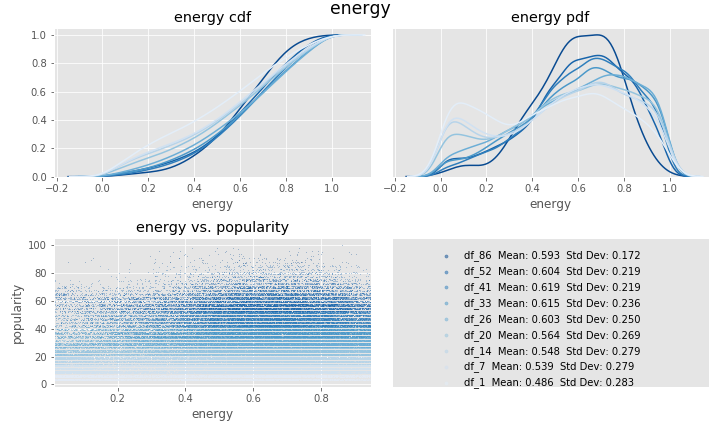 energy
energy cdf
energy pdf
1.0
0.8
0.6
0.4
0.2
0.0
−0.2 0.0 0.2 0.4 0.6 0.8 1.0
energy
−0.2 0.0 0.2 0.4 0.6 0.8 1.0
energy
energy vs. popularity
popularity
100
80
60
40
20
0
0.2 0.4 0.6 0.8
energy
df_86 Mean: 0.593 Std Dev: 0.172
df_52 Mean: 0.604 Std Dev: 0.219
df_41 Mean: 0.619 Std Dev: 0.219
df_33 Mean: 0.615 Std Dev: 0.236
df_26 Mean: 0.603 Std Dev: 0.250
df_20 Mean: 0.564 Std Dev: 0.269
df_14 Mean: 0.548 Std Dev: 0.279
df_7 Mean: 0.539 Std Dev: 0.279
df_1 Mean: 0.486 Std Dev: 0.283